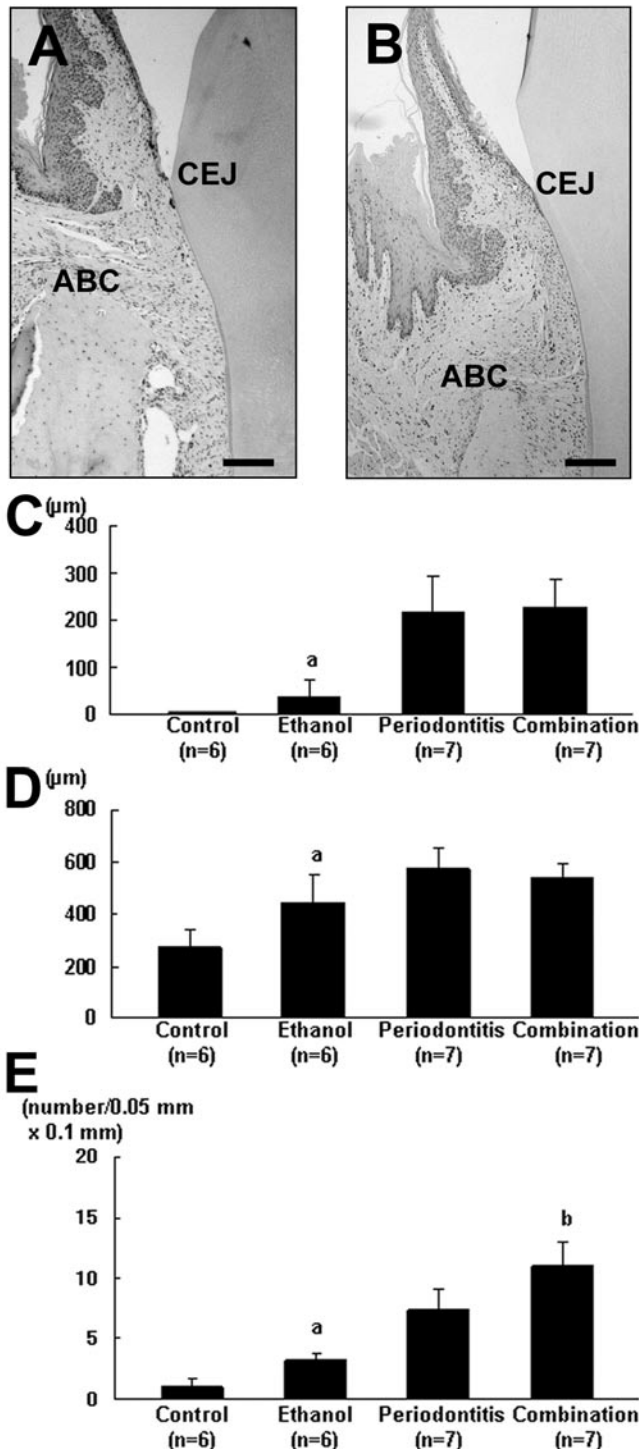 A
B
CEJ
CEJ
ABC
ABC
C (μm)
400
300
200
100
0
a
Control Ethanol Periodontitis Combination
(n=6) (n=6) (n=7) (n=7)
D (μm)
800
600
400
200
0
a
Control Ethanol Periodontitis Combination
(n=6) (n=6) (n=7) (n=7)
E
(number/0.05 mm
x 0.1 mm)
20
15
10
5
0
a
b
Control Ethanol Periodontitis Combination
(n=6) (n=6) (n=7) (n=7)